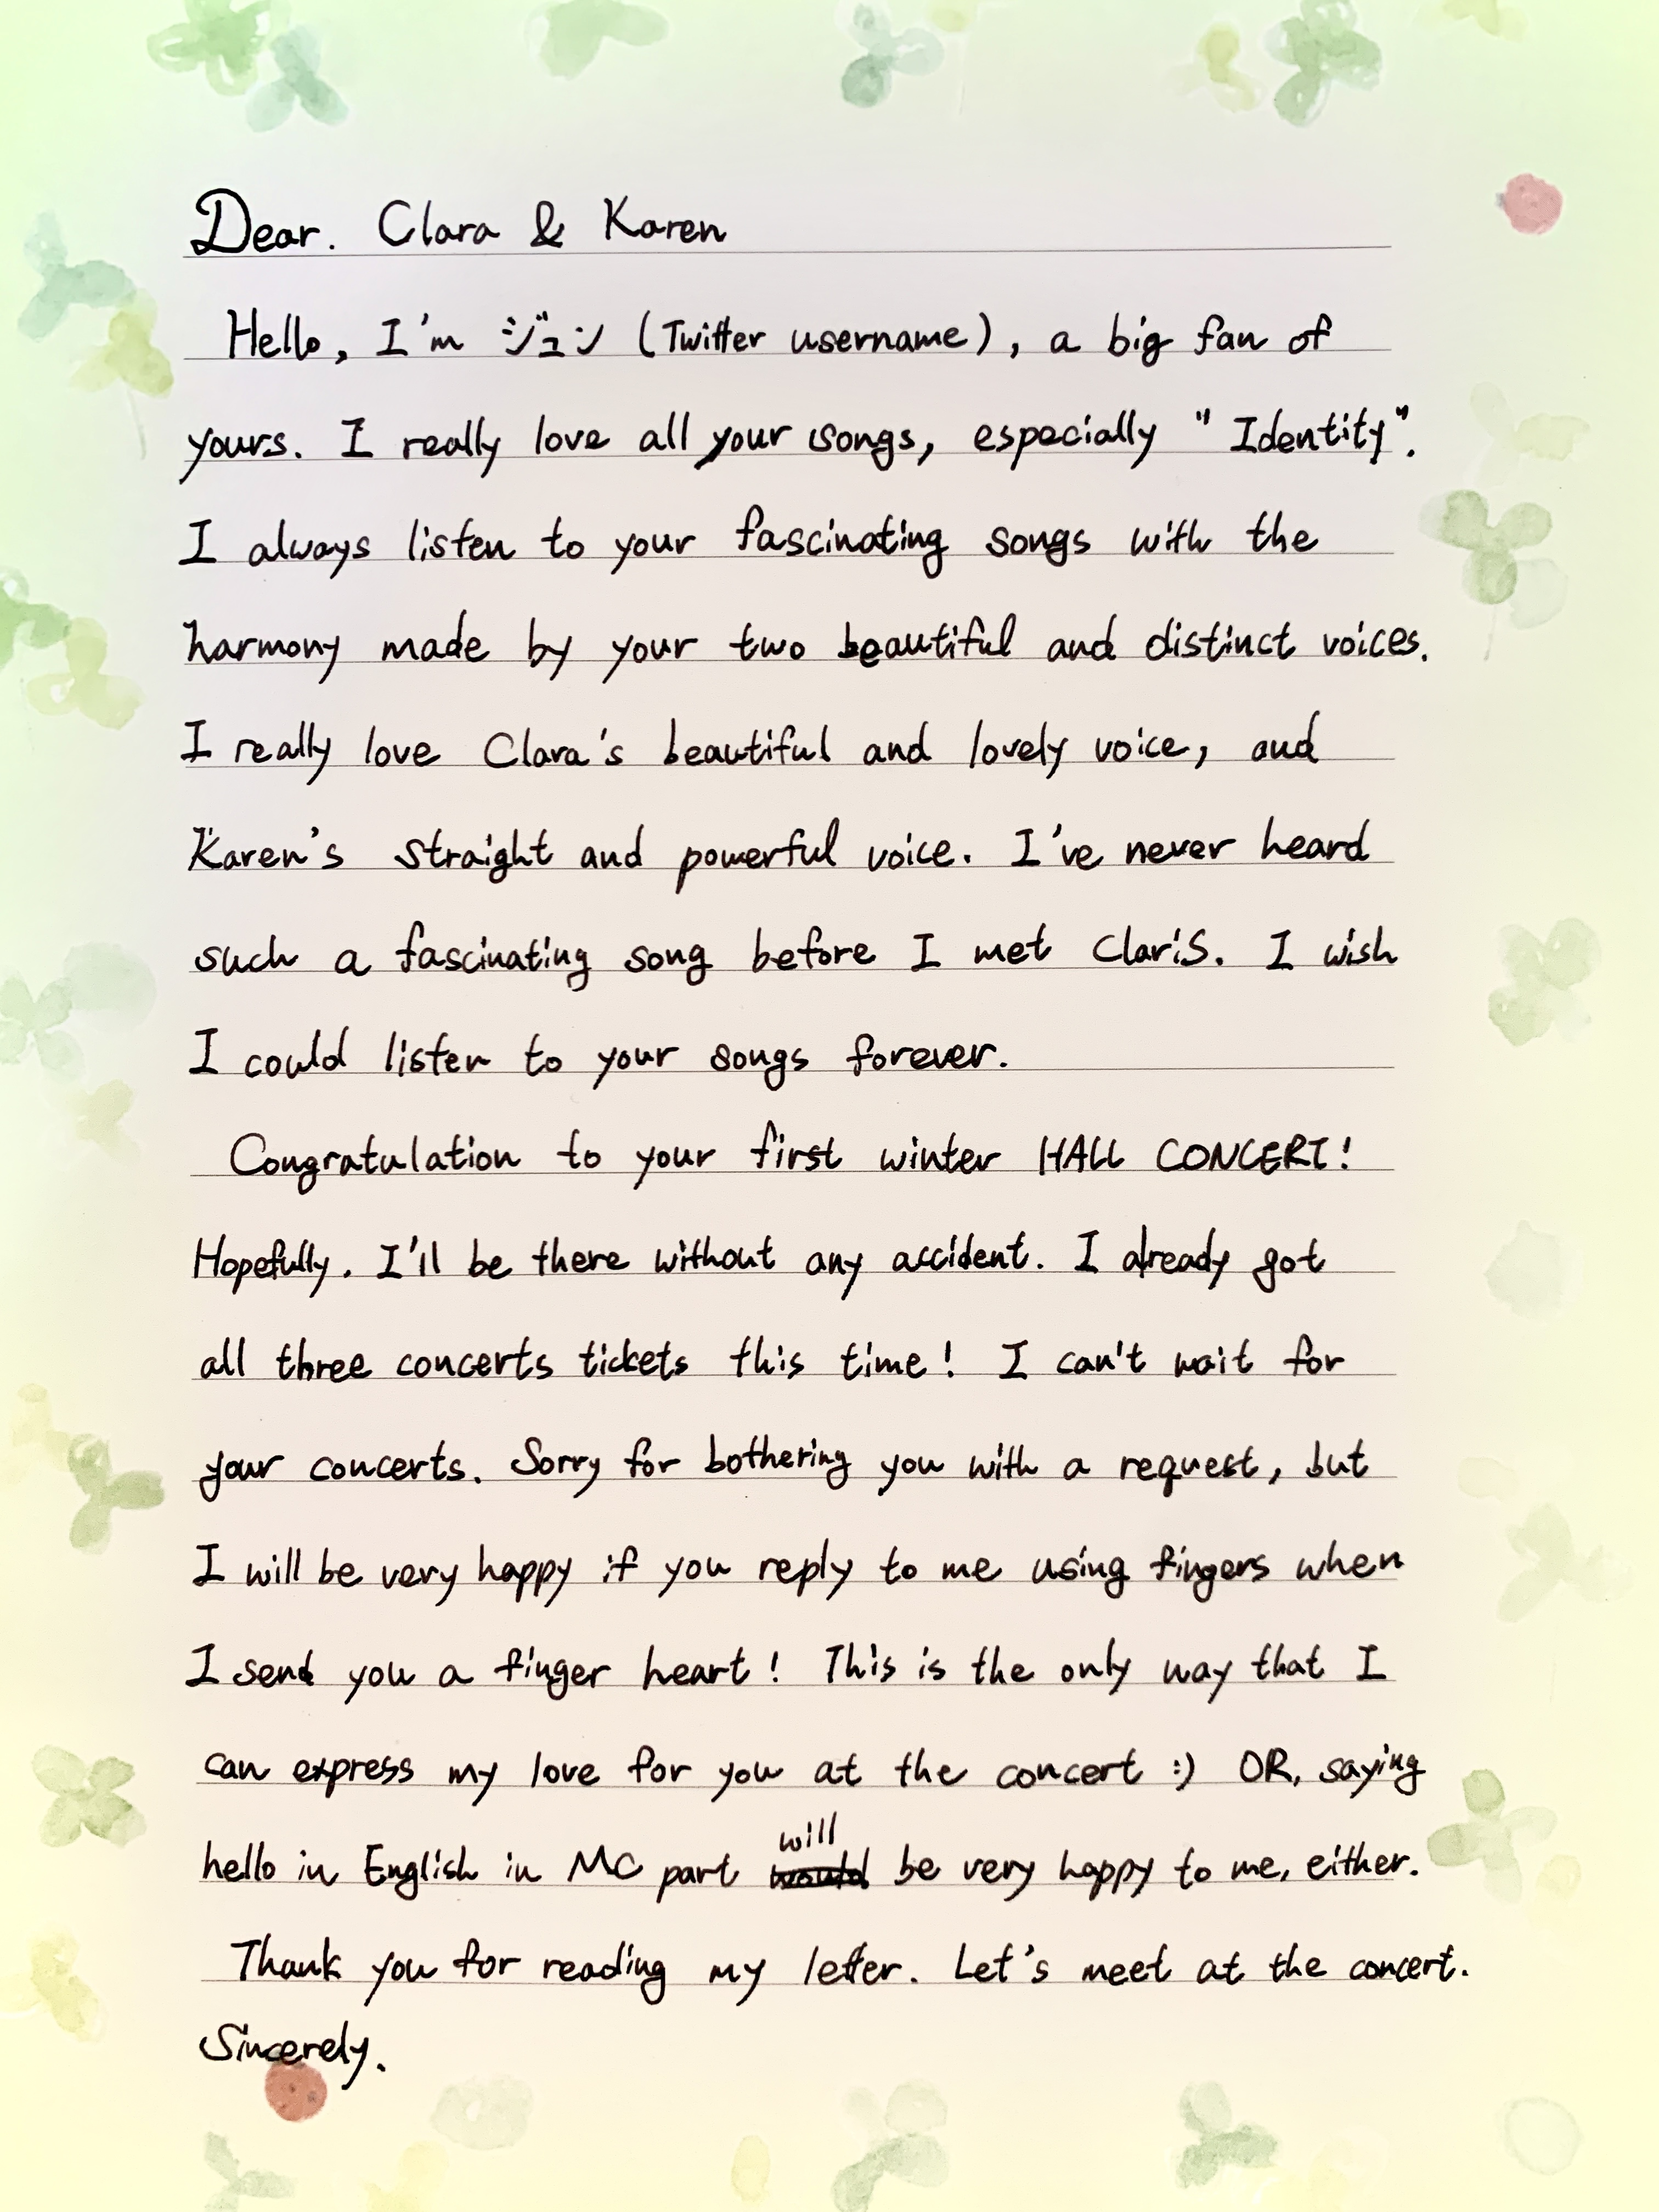 Dear. Clara & Karen
Hello, I'm ジュン (Twitter username), a big fan of
yours. I really love all your songs, especially "Identity".
I always listen to your fascinating songs with the
harmony made by your two beautiful and distinct voices.
I really love Clara's beautiful and lovely voice, and
Karen's straight and powerful voice. I've never heard
such a fascinating song before I met ClariS. I wish
I could listen to your songs forever.
Congratulation to your first winter HALL CONCERT!
Hopefully. I'll be there without any accident. I already got
all three concerts tickets this time! I can't wait for
your concerts. Sorry for bothering you with a request, but
I will be very happy if you reply to me using fingers when
I send you a finger heart! This is the only way that I
can express my love for you at the concert :) OR, saying
hello in English in MC part will be very happy to me, either.
Thank you for reading my letter. Let's meet at the concert.
Sincerely.